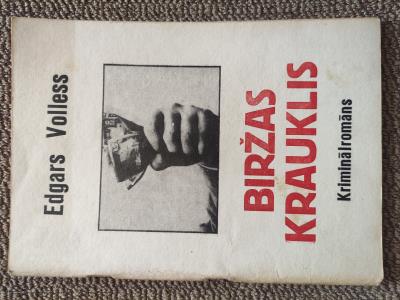 Edgars Volless
BIRŽAS
KRAUKLIS
Kriminālromāns